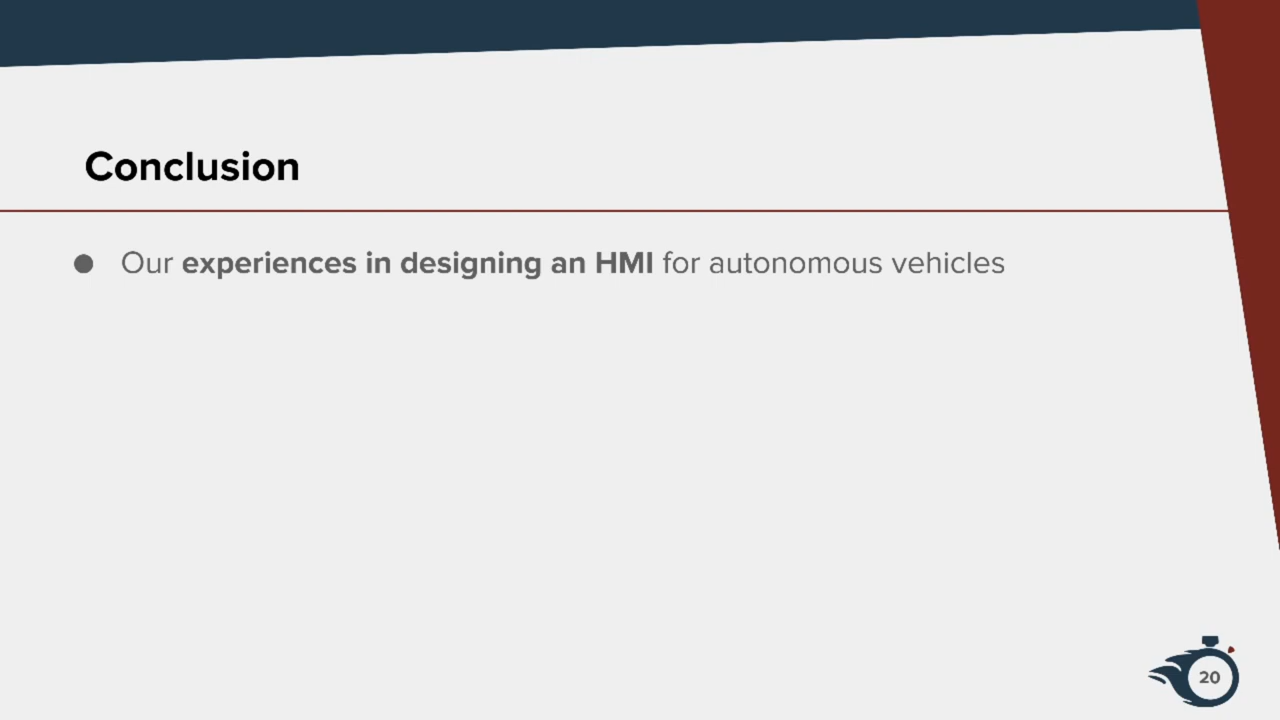 Conclusion
● Our experiences in designing an HMI for autonomous vehicles
20